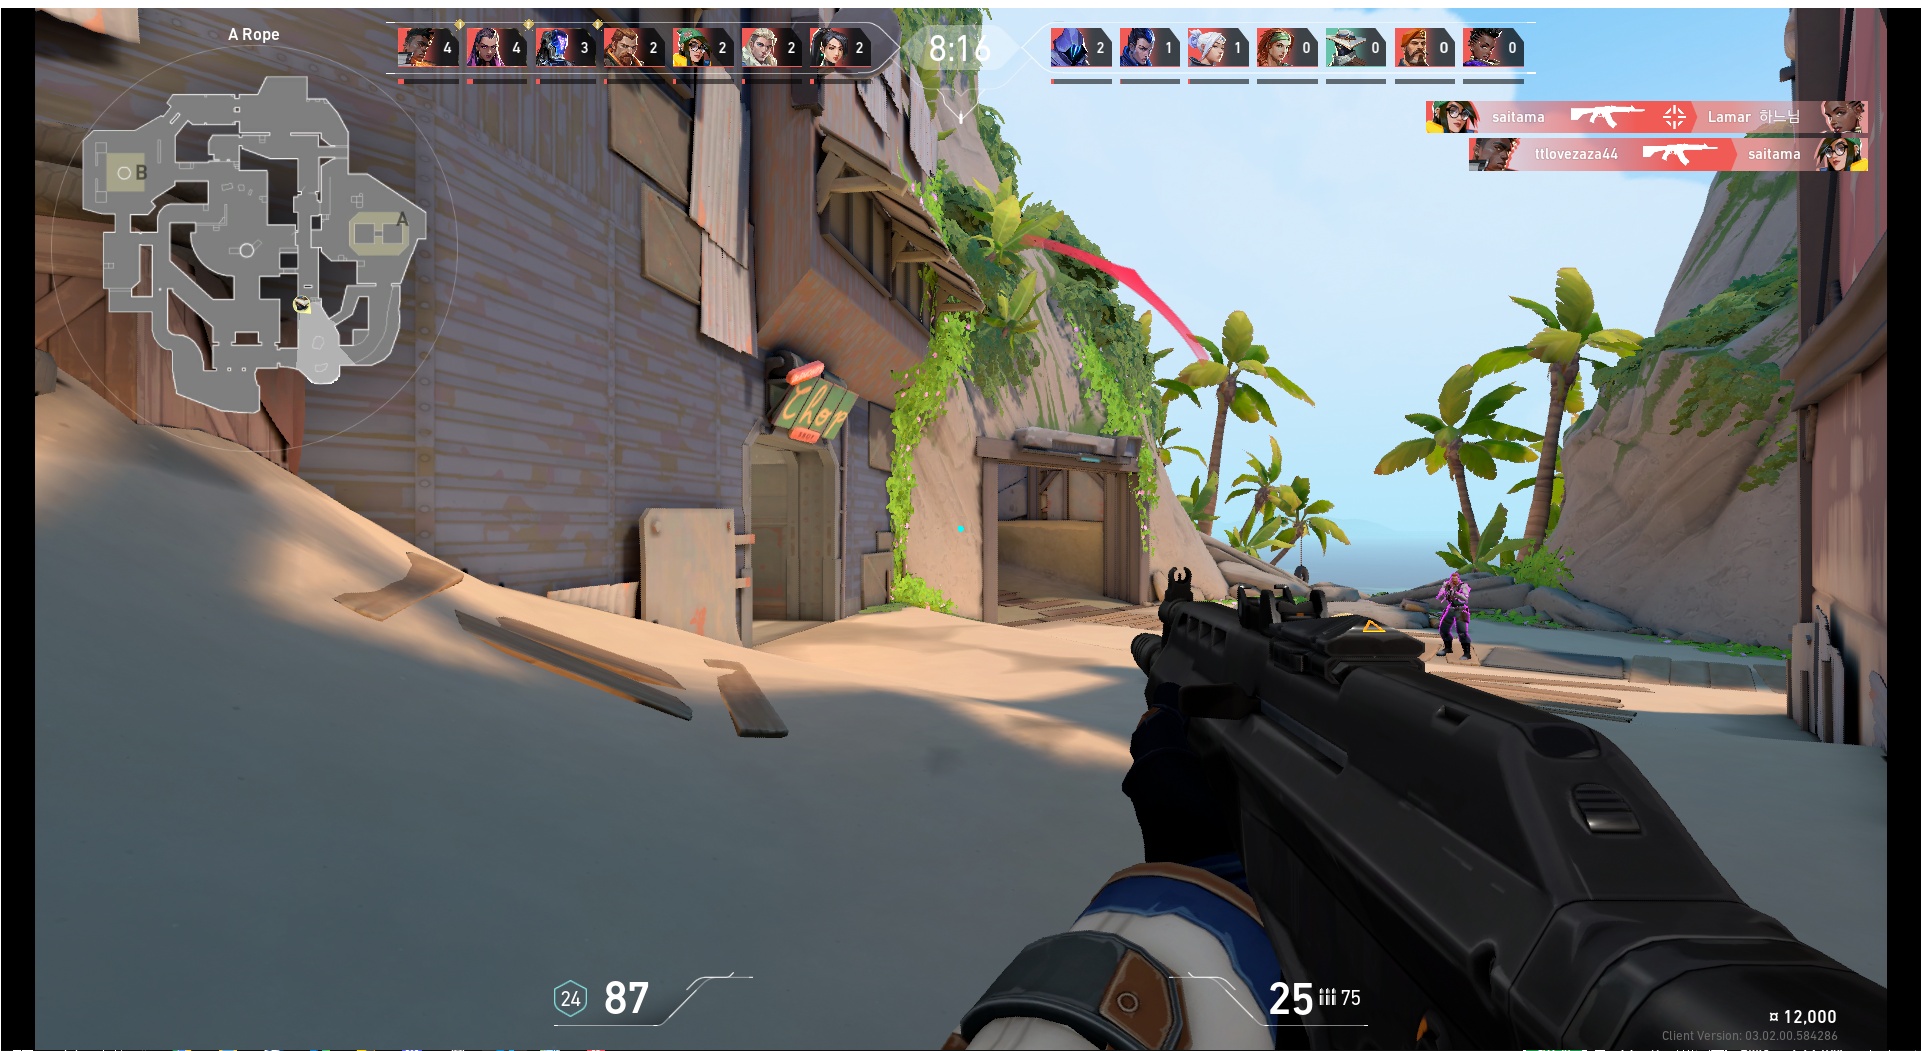 A Rope
4 4 3 2 2 2 2 8:16 2 1 1 0 0 0 0
saitama Lamar 하느님
ttlovezaza44 saitama
B
A
Chop
24 87
25 75
¤ 12,000
Client Version: 03.02.00.584286